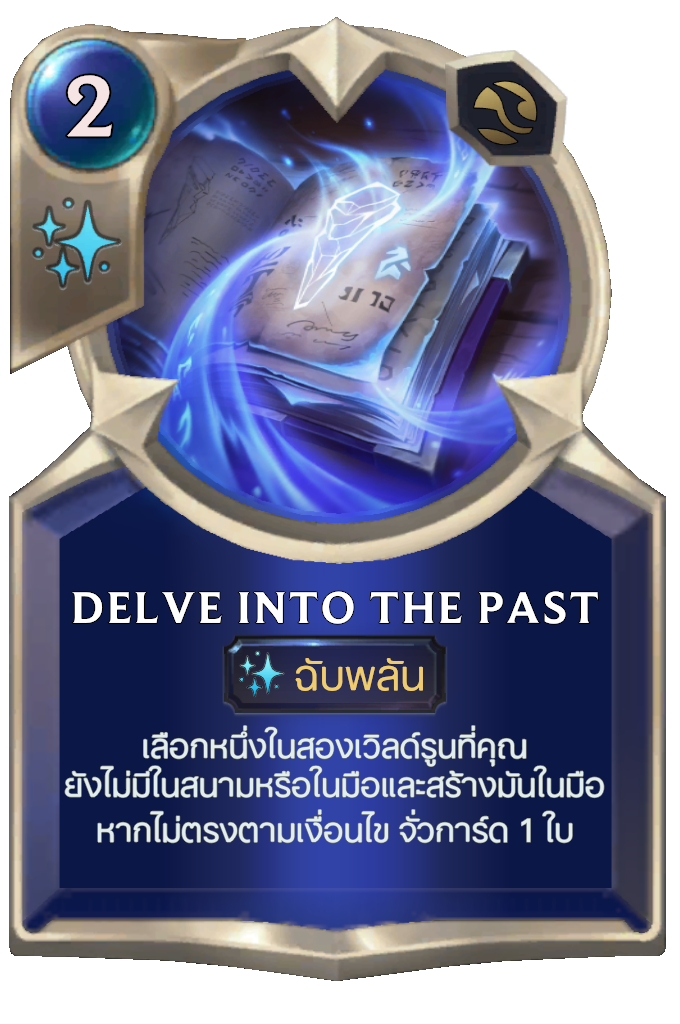 2
DELVE INTO THE PAST
ฉับพลัน
เลือกหนึ่งในสองเวิลด์รูนที่คุณ
ยังไม่มีในสนามหรือในมือและสร้างมันในมือ
หากไม่ตรงตามเงื่อนไข จั่วการ์ด 1 ใบ